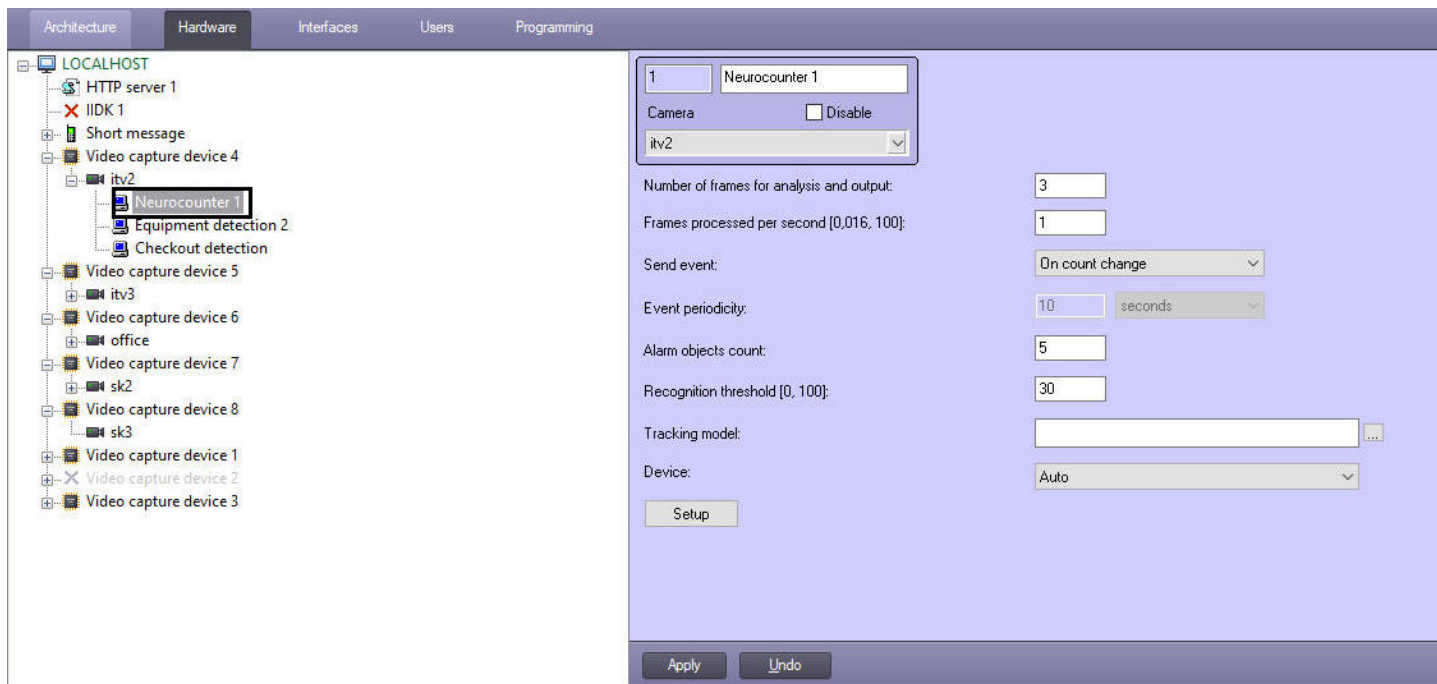 Architecture Hardware Interfaces Users Programming
LOCALHOST
HTTP server 1
IIDK 1
Short message
Video capture device 4
itv2
Neurocounter 1
Equipment detection 2
Checkout detection
Video capture device 5
itv3
Video capture device 6
office
Video capture device 7
sk2
Video capture device 8
sk3
Video capture device 1
Video capture device 2
Video capture device 3
1 Neurocounter 1
Camera Disable
itv2
Number of frames for analysis and output: 3
Frames processed per second [0,016, 100]: 1
Send event: On count change
Event periodicity: 10 seconds
Alarm objects count: 5
Recognition threshold [0, 100]: 30
Tracking model: ...
Device: Auto
Setup
Apply Undo